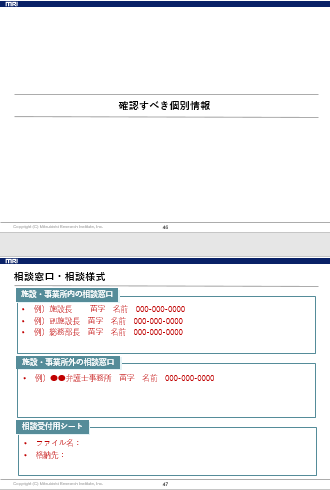 MRI
確認すべき個別情報
Copyright (C) Mitsubishi Research Institute, Inc.
46
MRI
相談窓口・相談様式
施設・事業所内の相談窓口
• 例）施設長　　苗字　名前　000-000-0000
• 例）副施設長　苗字　名前　000-000-0000
• 例）総務部長　苗字　名前　000-000-0000
施設・事業所外の相談窓口
• 例）●●弁護士事務所　苗字　名前　000-000-0000
相談受付用シート
• ファイル名：
• 格納先：
Copyright (C) Mitsubishi Research Institute, Inc.
47